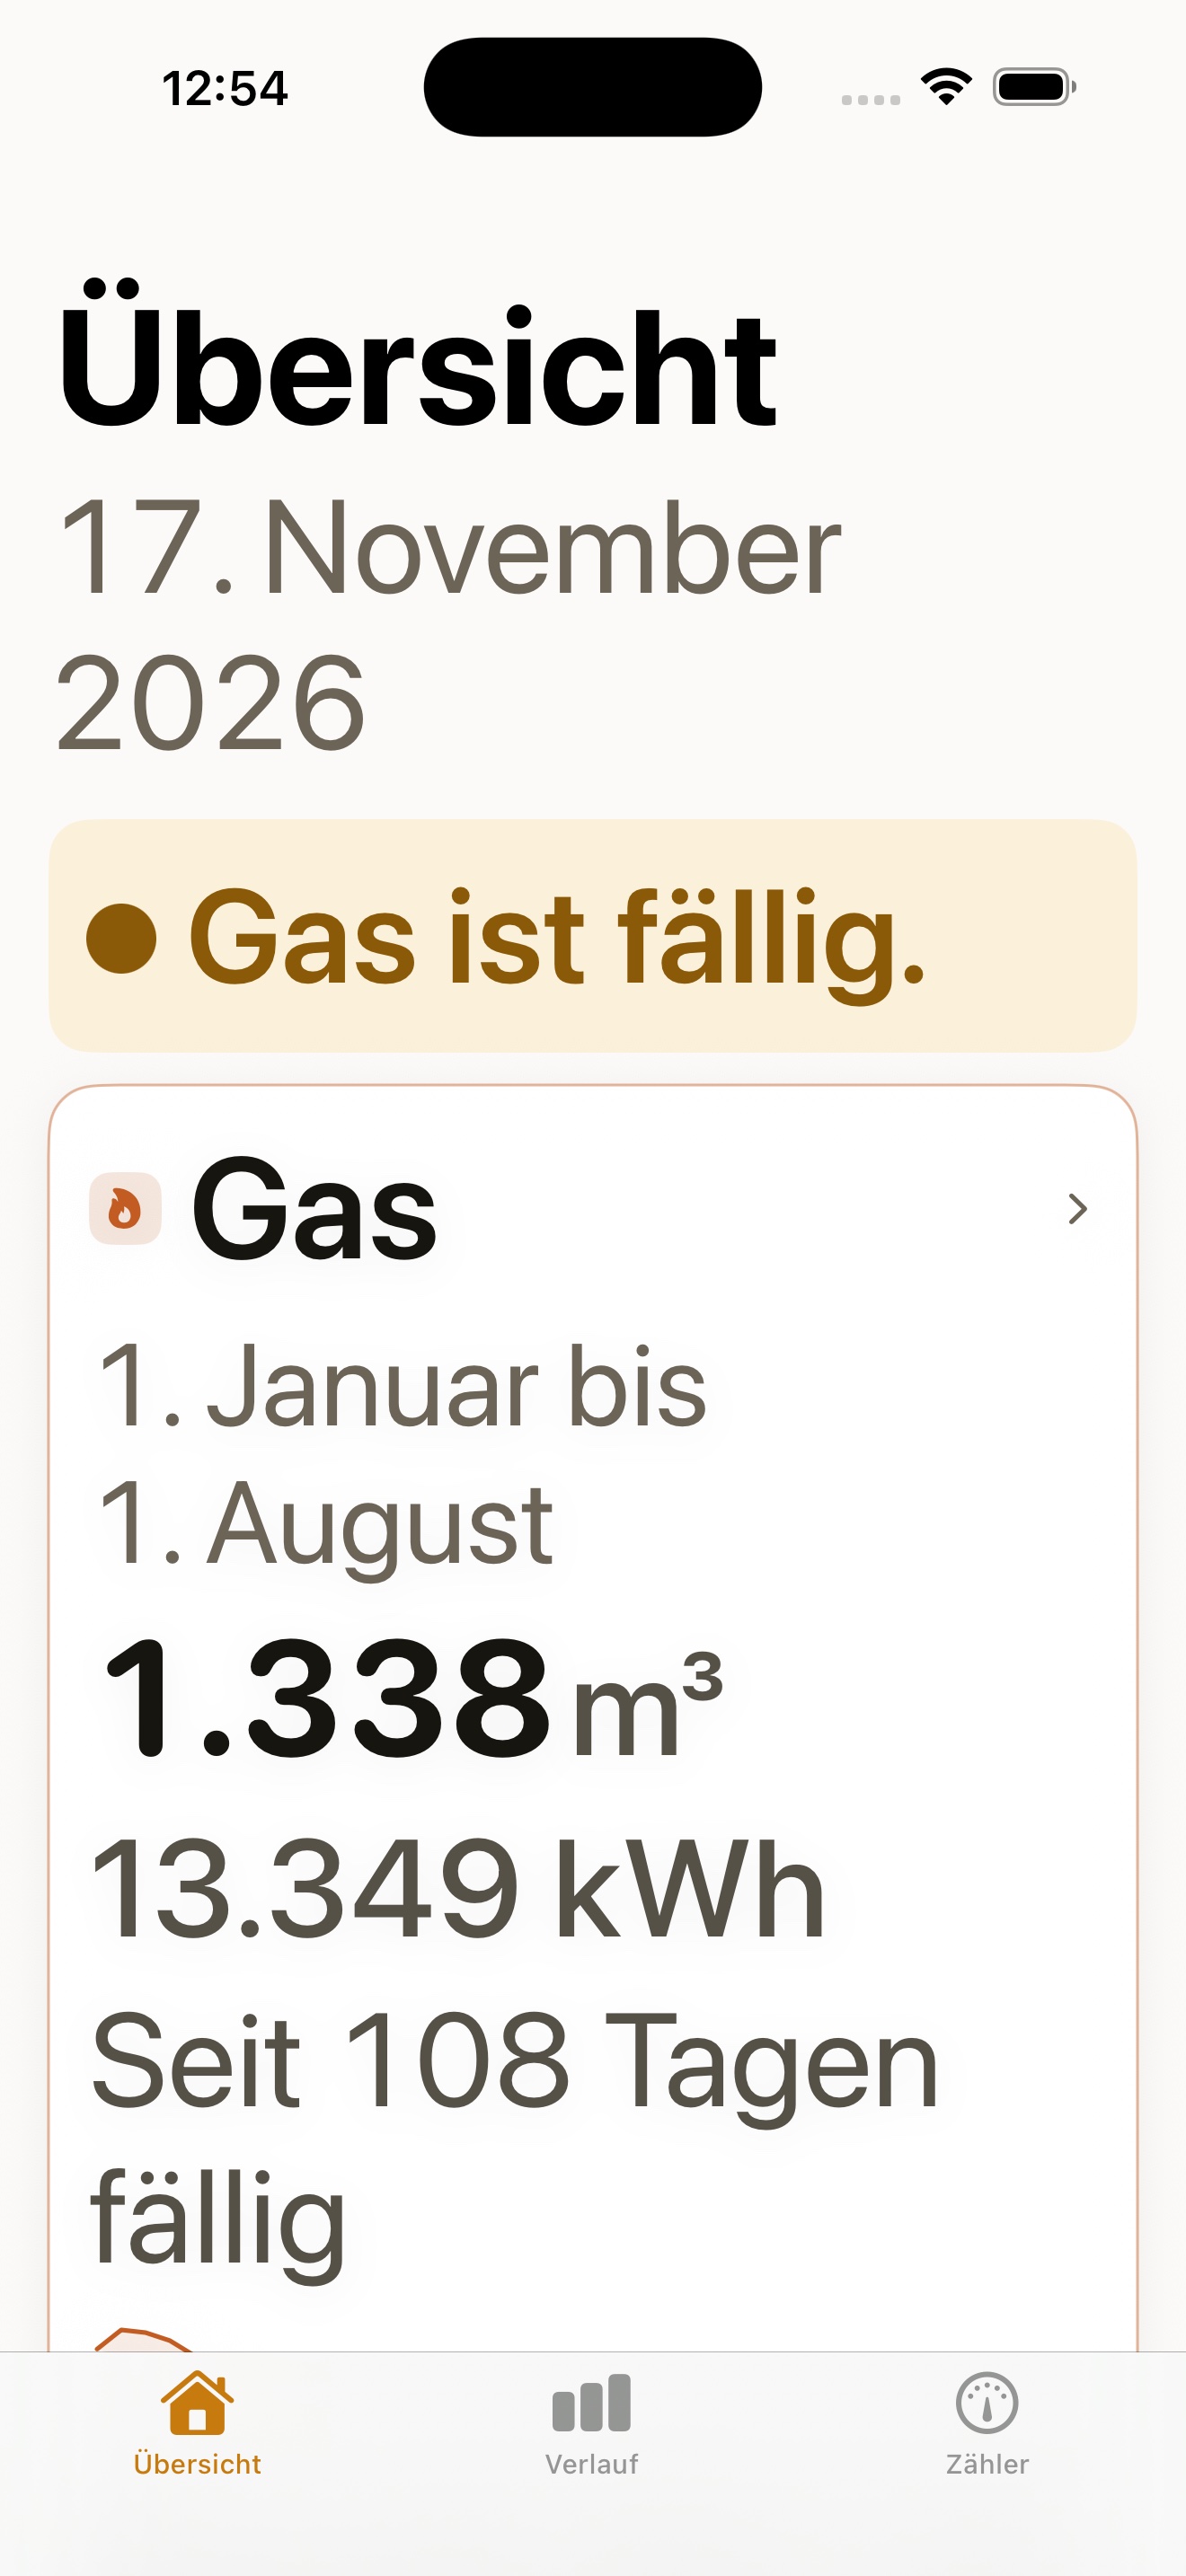 12:54
Übersicht
17. November
2026
Gas ist fällig.
Gas
1. Januar bis
1. August
1.338 m³
13.349 kWh
Seit 108 Tagen
fällig
Übersicht
Verlauf
Zähler